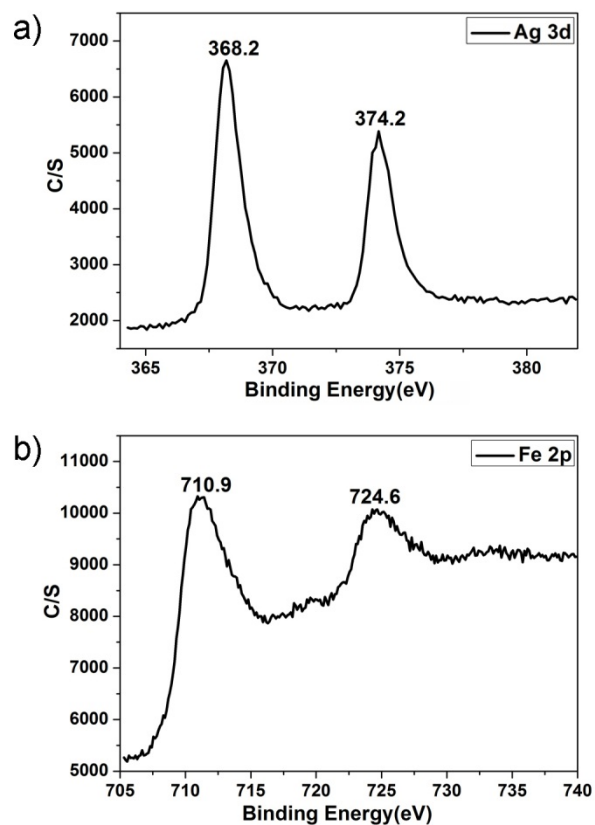 a)
Ag 3d
368.2
374.2
C/S
7000
6000
5000
4000
3000
2000
365 370 375 380
Binding Energy(eV)
b)
Fe 2p
710.9
724.6
C/S
11000
10000
9000
8000
7000
6000
5000
705 710 715 720 725 730 735 740
Binding Energy(eV)